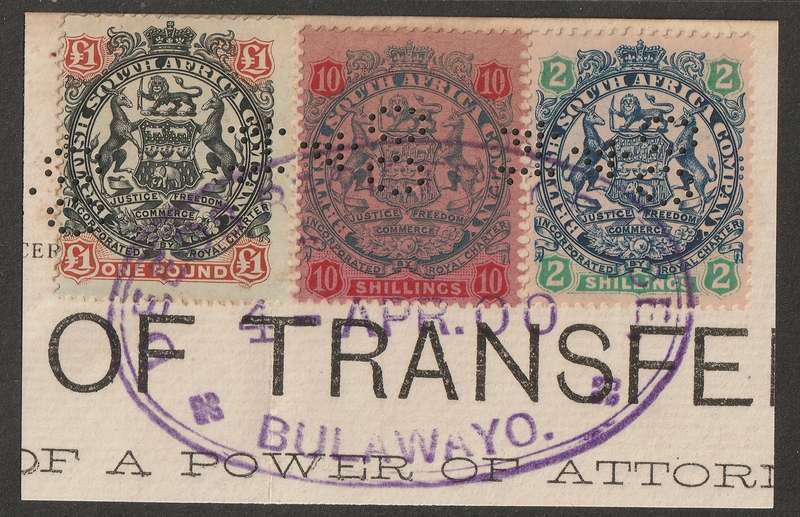 £1 £1
BRITISH SOUTH AFRICA COMPANY
JUSTICE FREEDOM
COMMERCE
INCORPORATED BY ROYAL CHARTER
£1 ONE POUND £1
10 10
BRITISH SOUTH AFRICA COMPANY
JUSTICE FREEDOM
COMMERCE
INCORPORATED BY ROYAL CHARTER
10 SHILLINGS 10
2 2
BRITISH SOUTH AFRICA COMPANY
JUSTICE FREEDOM
COMMERCE
INCORPORATED BY ROYAL CHARTER
2 SHILLINGS 2
CER
4 - APR. 00
OF TRANSFE
BULAWAYO.
OF A POWER OF ATTOR